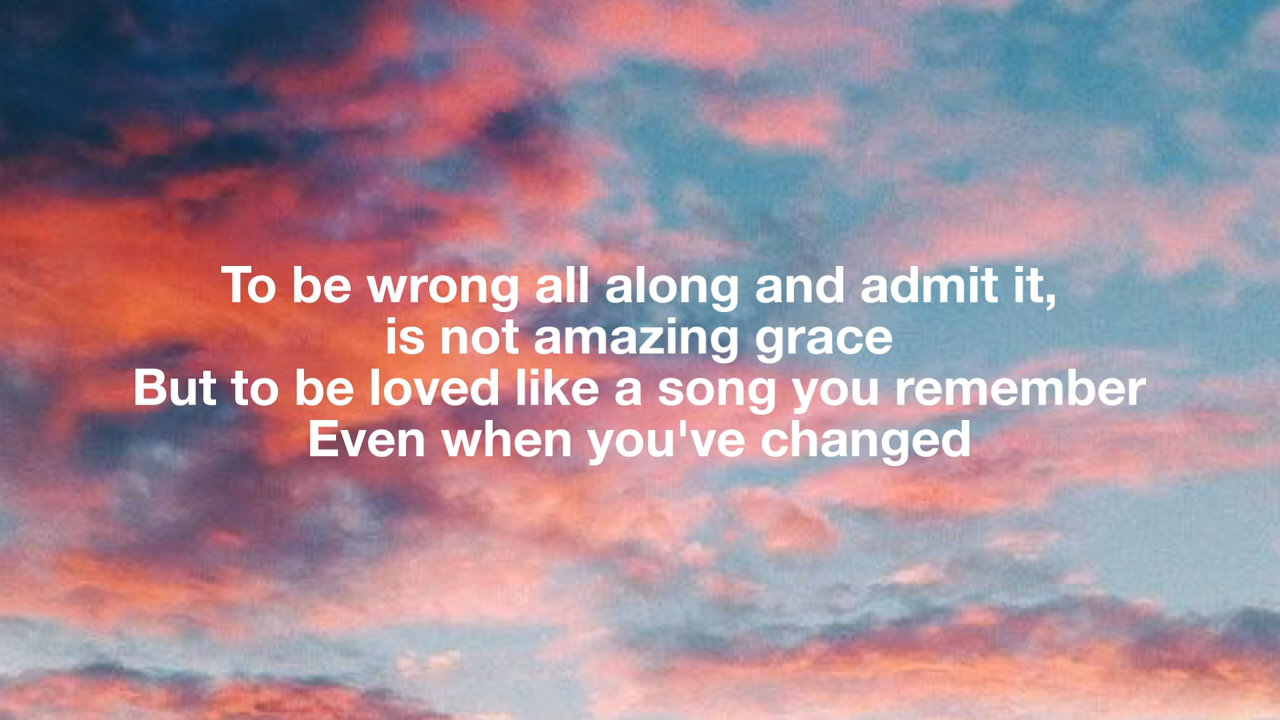 To be wrong all along and admit it,
is not amazing grace
But to be loved like a song you remember
Even when you've changed